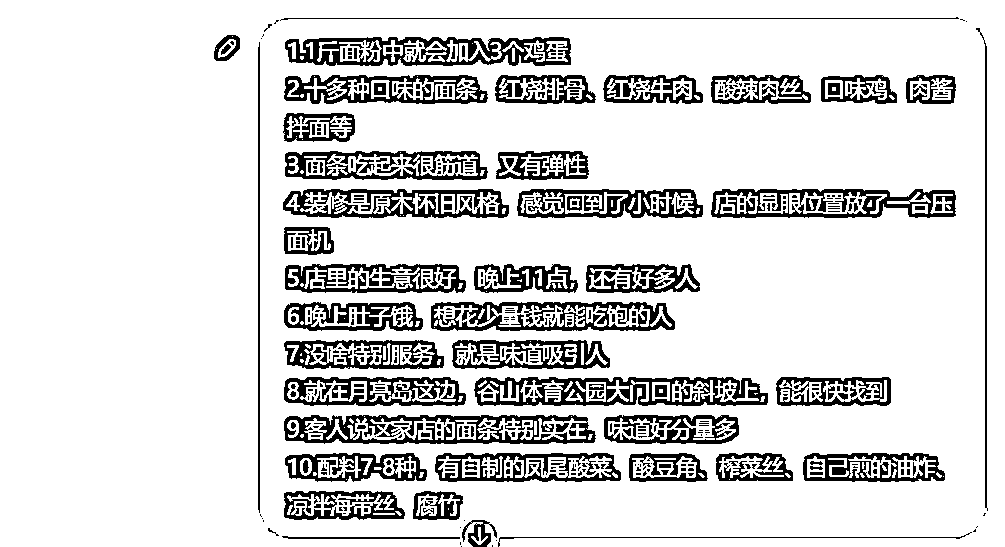 1.1斤面粉中就会加入3个鸡蛋
2.十多种口味的面条，红烧排骨、红烧牛肉、酸辣肉丝、口味鸡、肉酱
拌面等
3.面条吃起来很筋道，又有弹性
4.装修是原木怀旧风格，感觉回到了小时候，店的显眼位置放了一台压
面机
5.店里的生意很好，晚上11点，还有好多人
6.晚上肚子饿，想花少量钱就能吃饱的人
7.没啥特别服务，就是味道吸引人
8.就在月亮岛这边，谷山体育公园大门口的斜坡上，能很快找到
9.客人说这家店的面条特别实在，味道好分量多
10.配料7-8种，有自制的凤尾酸菜、酸豆角、榨菜丝、自己煎的油炸、
凉拌海带丝、腐竹